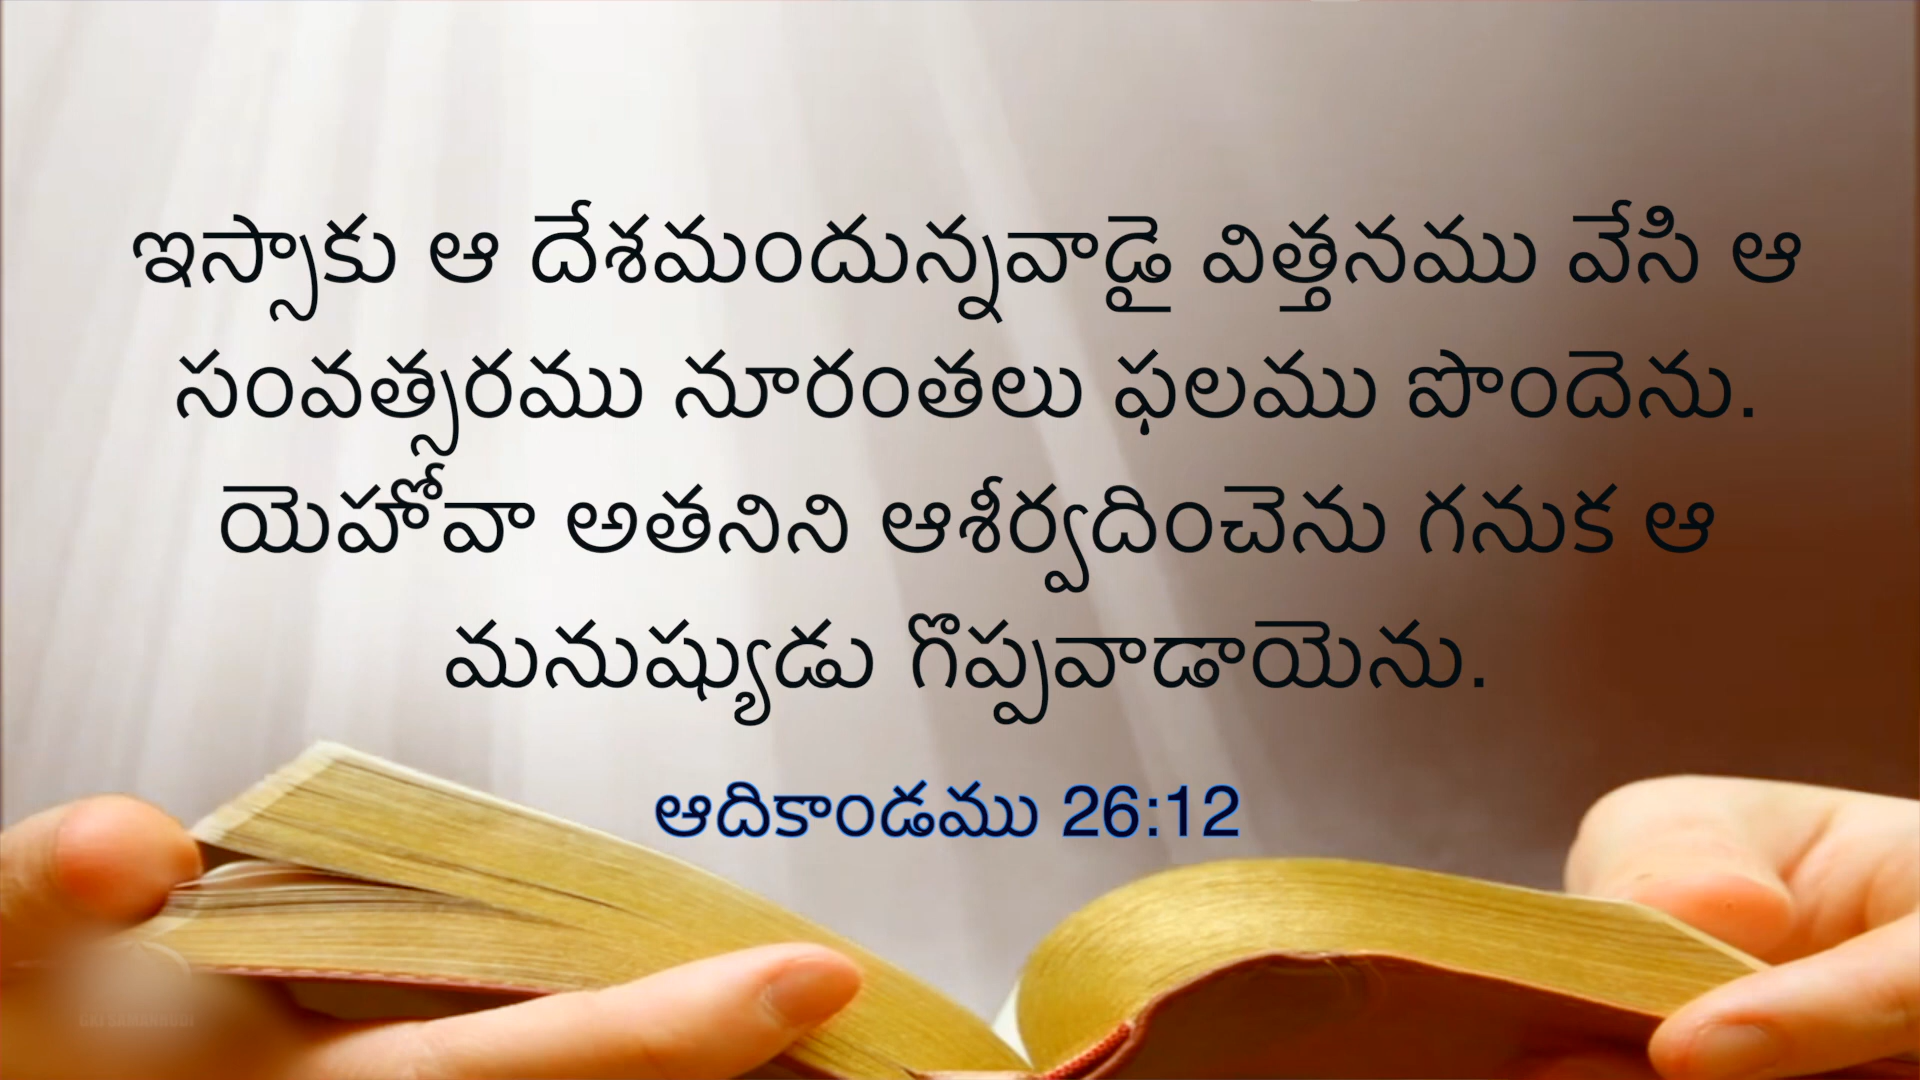 ఇస్సాకు ఆ దేశమందున్నవాడై విత్తనము వేసి ఆ
సంవత్సరము నూరంతలు ఫలము పొందెను.
యెహోవా అతనిని ఆశీర్వదించెను గనుక ఆ
మనుష్యుడు గొప్పవాడాయెను.
ఆదికాండము 26:12